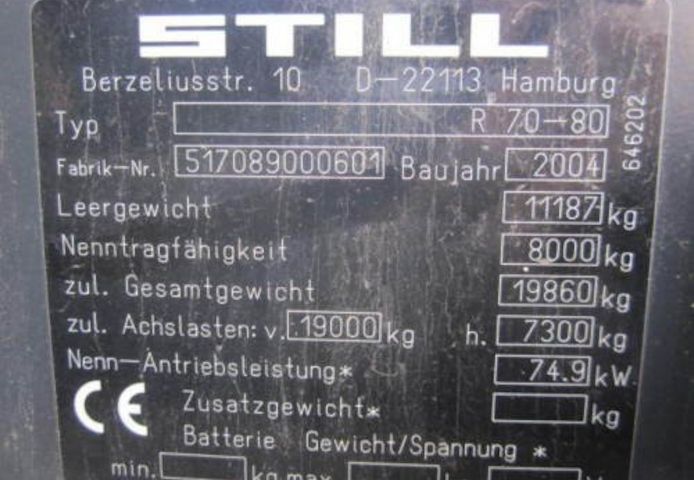 STILL
Berzeliusstr. 10 D-22113 Hamburg
Typ R 70-80
Fabrik-Nr. 517089000601 Baujahr 2004
646202
Leergewicht 11187 kg
Nenntragfähigkeit 8000 kg
zul. Gesamtgewicht 19860 kg
zul. Achslasten: v. 19000 kg h. 7300 kg
Nenn-Antriebsleistung* 74.9 kW
CE Zusatzgewicht* kg
Batterie Gewicht/Spannung *
min. kg max